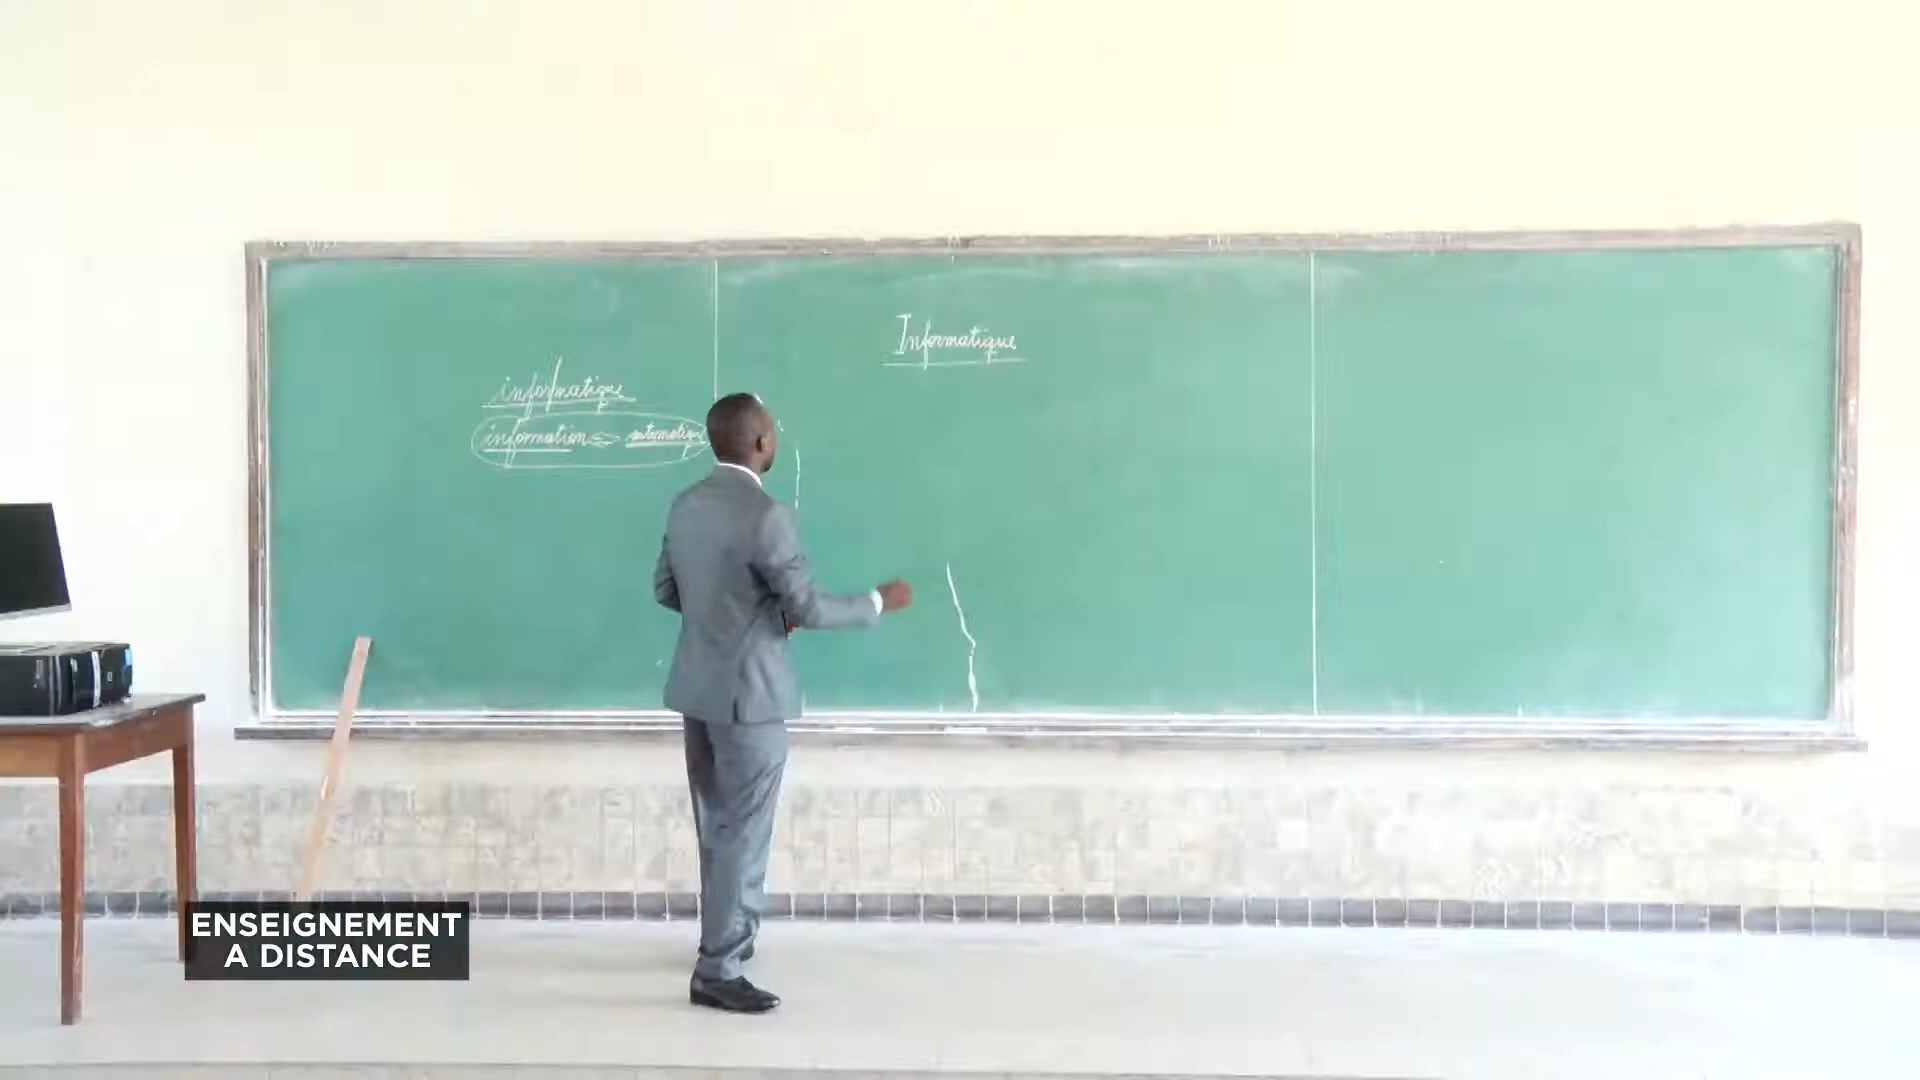 Informatique
informatique
information <=> automatique
ENSEIGNEMENT
A DISTANCE